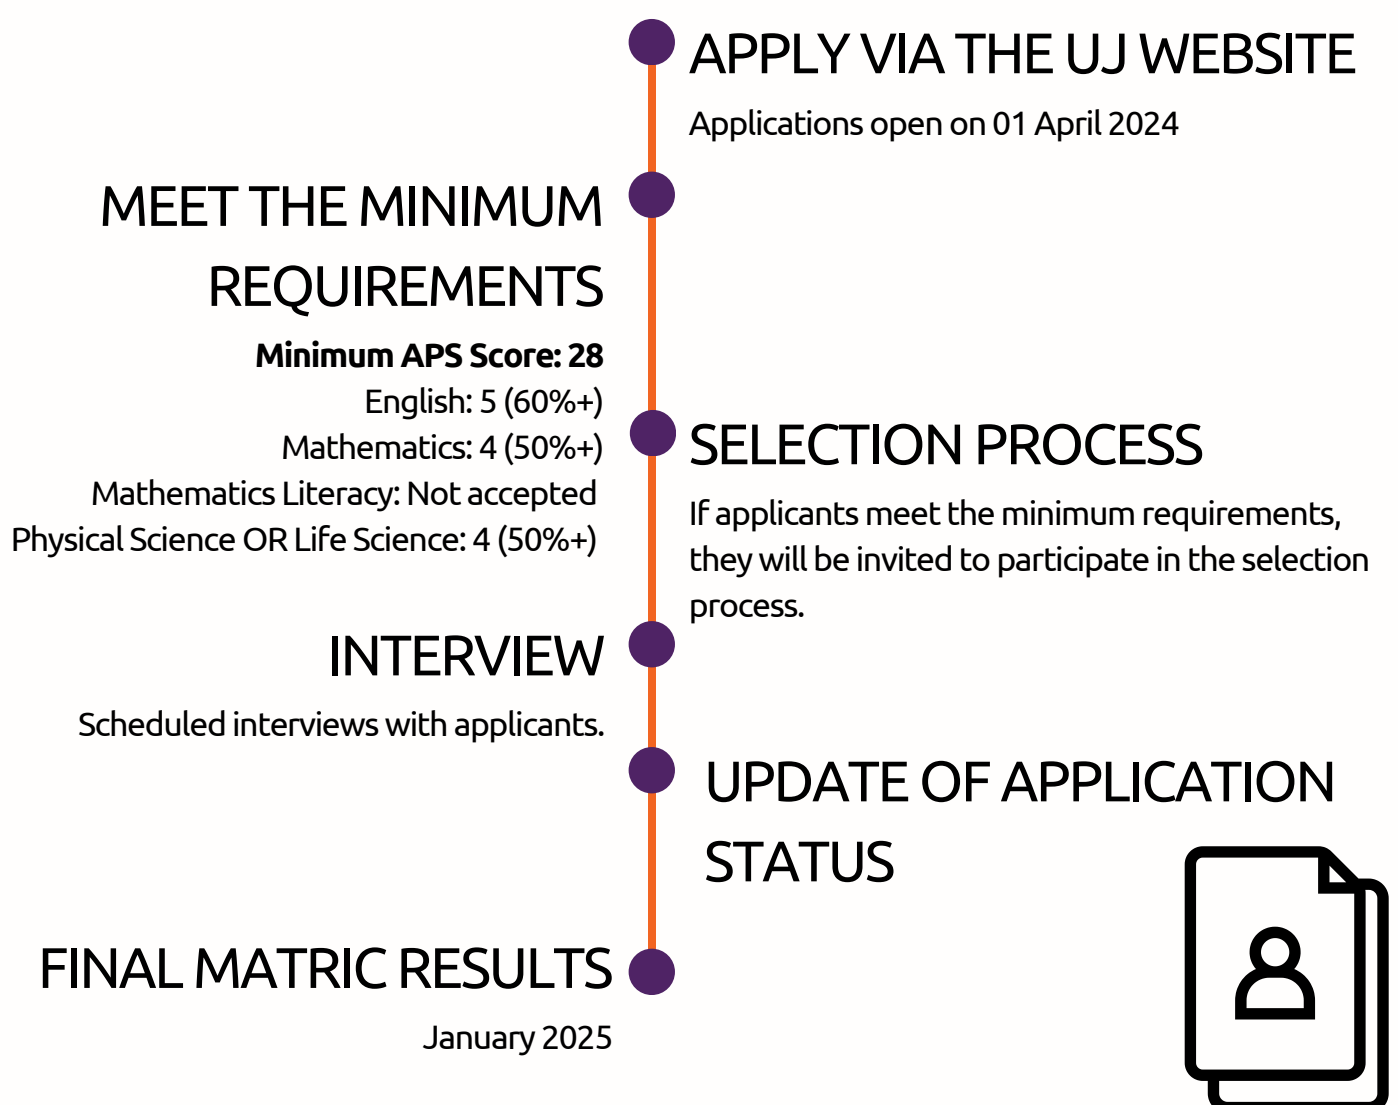 APPLY VIA THE UJ WEBSITE
Applications open on 01 April 2024
MEET THE MINIMUM
REQUIREMENTS
Minimum APS Score: 28
English: 5 (60%+)
Mathematics: 4 (50%+)
Mathematics Literacy: Not accepted
Physical Science OR Life Science: 4 (50%+)
SELECTION PROCESS
If applicants meet the minimum requirements,
they will be invited to participate in the selection
process.
INTERVIEW
Scheduled interviews with applicants.
UPDATE OF APPLICATION
STATUS
FINAL MATRIC RESULTS
January 2025